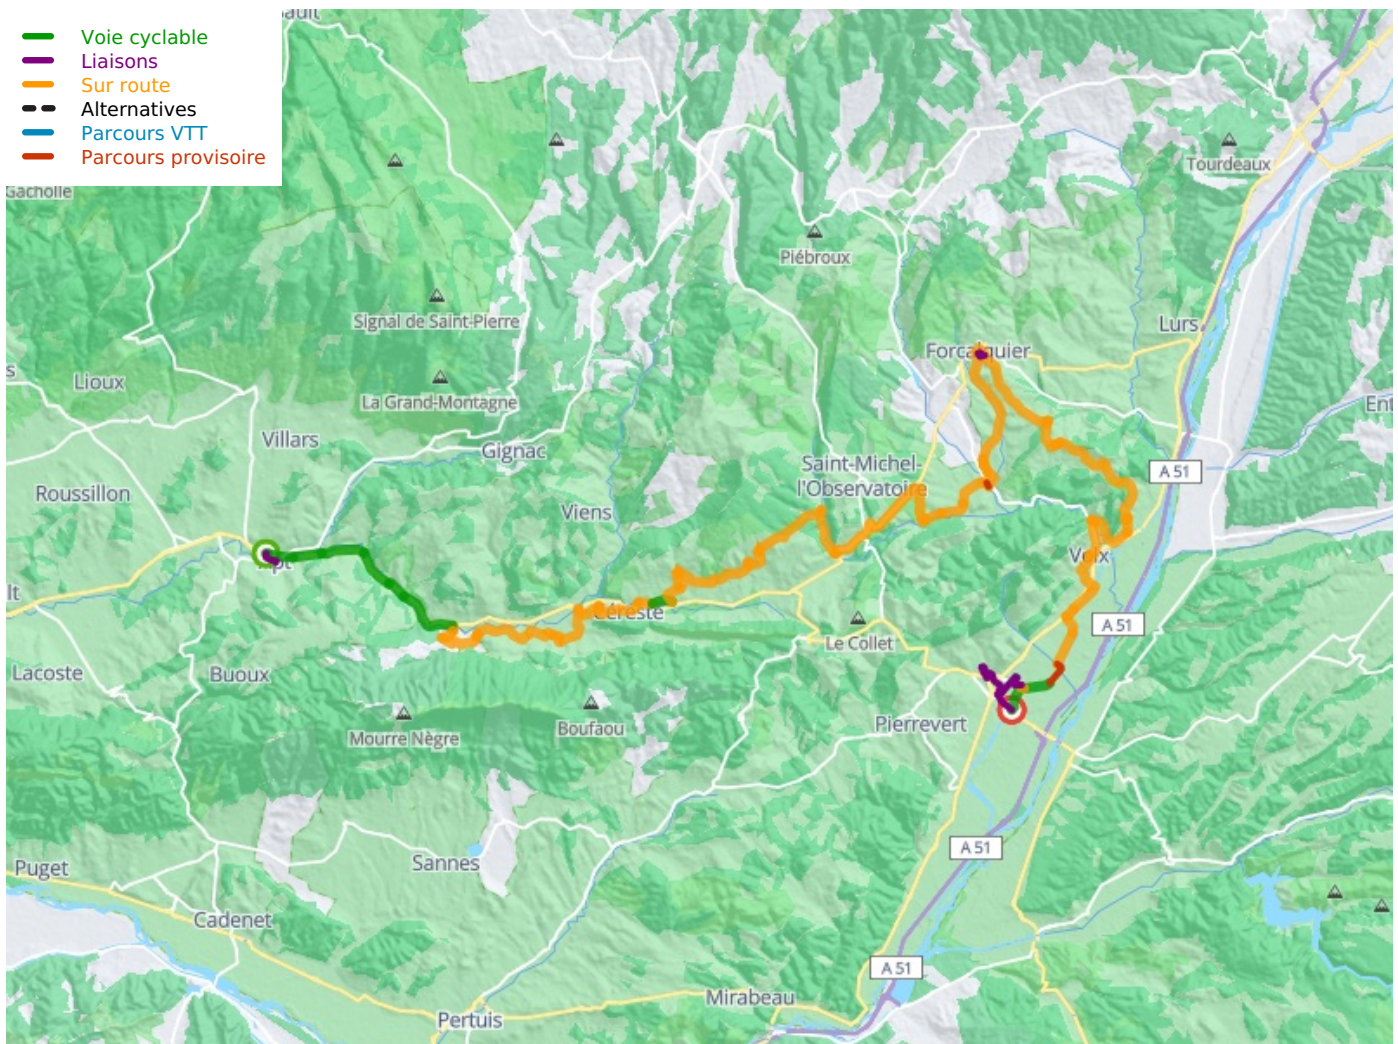 Voie cyclable
Liaisons
Sur route
Alternatives
Parcours VTT
Parcours provisoire
Tourdeaux
Piébroux
Signal de Saint-Pierre
Lurs
Forcalquier
Lioux
La Grand-Montagne
Villars
Gignac
Saint-Michel-
l'Observatoire
A 51
Roussillon
Viens
Volx
Apt
Céreste
A 51
Le Collet
Lacoste
Buoux
Pierrevert
Boufaou
Mourre Nègre
A 51
Sannes
Puget
Cadenet
A 51
Mirabeau
Pertuis